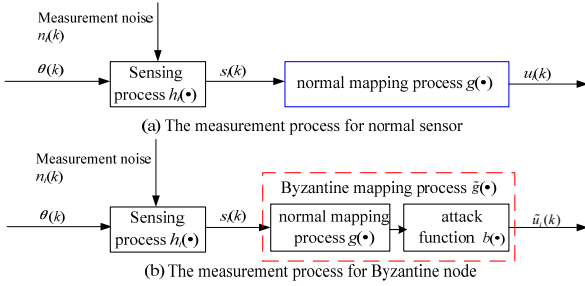 Measurement noise
nᵢ(k)
θ(k)
Sensing
process hᵢ(•)
sᵢ(k)
normal mapping process g(•)
uᵢ(k)
(a) The measurement process for normal sensor
Measurement noise
nᵢ(k)
Byzantine mapping process g̃(•)
θ(k)
Sensing
process hᵢ(•)
sᵢ(k)
normal mapping
process g(•)
attack
function b(•)
ũᵢ(k)
(b) The measurement process for Byzantine node